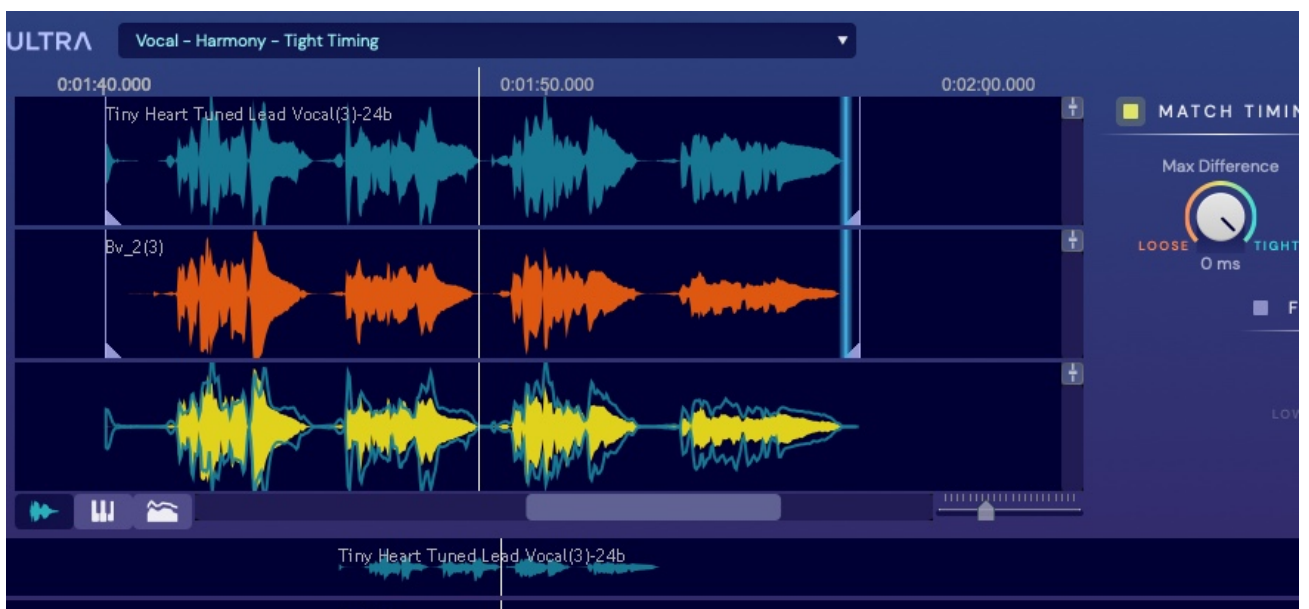 ULTRA
Vocal - Harmony - Tight Timing
0:01:40.000 0:01:50.000 0:02:00.000
Tiny Heart Tuned Lead Vocal(3)-24b
MATCH TIMIN
Max Difference
Bv_2(3)
LOOSE TIGHT
0 ms
F
LOW
Tiny Heart Tuned Lead Vocal(3)-24b